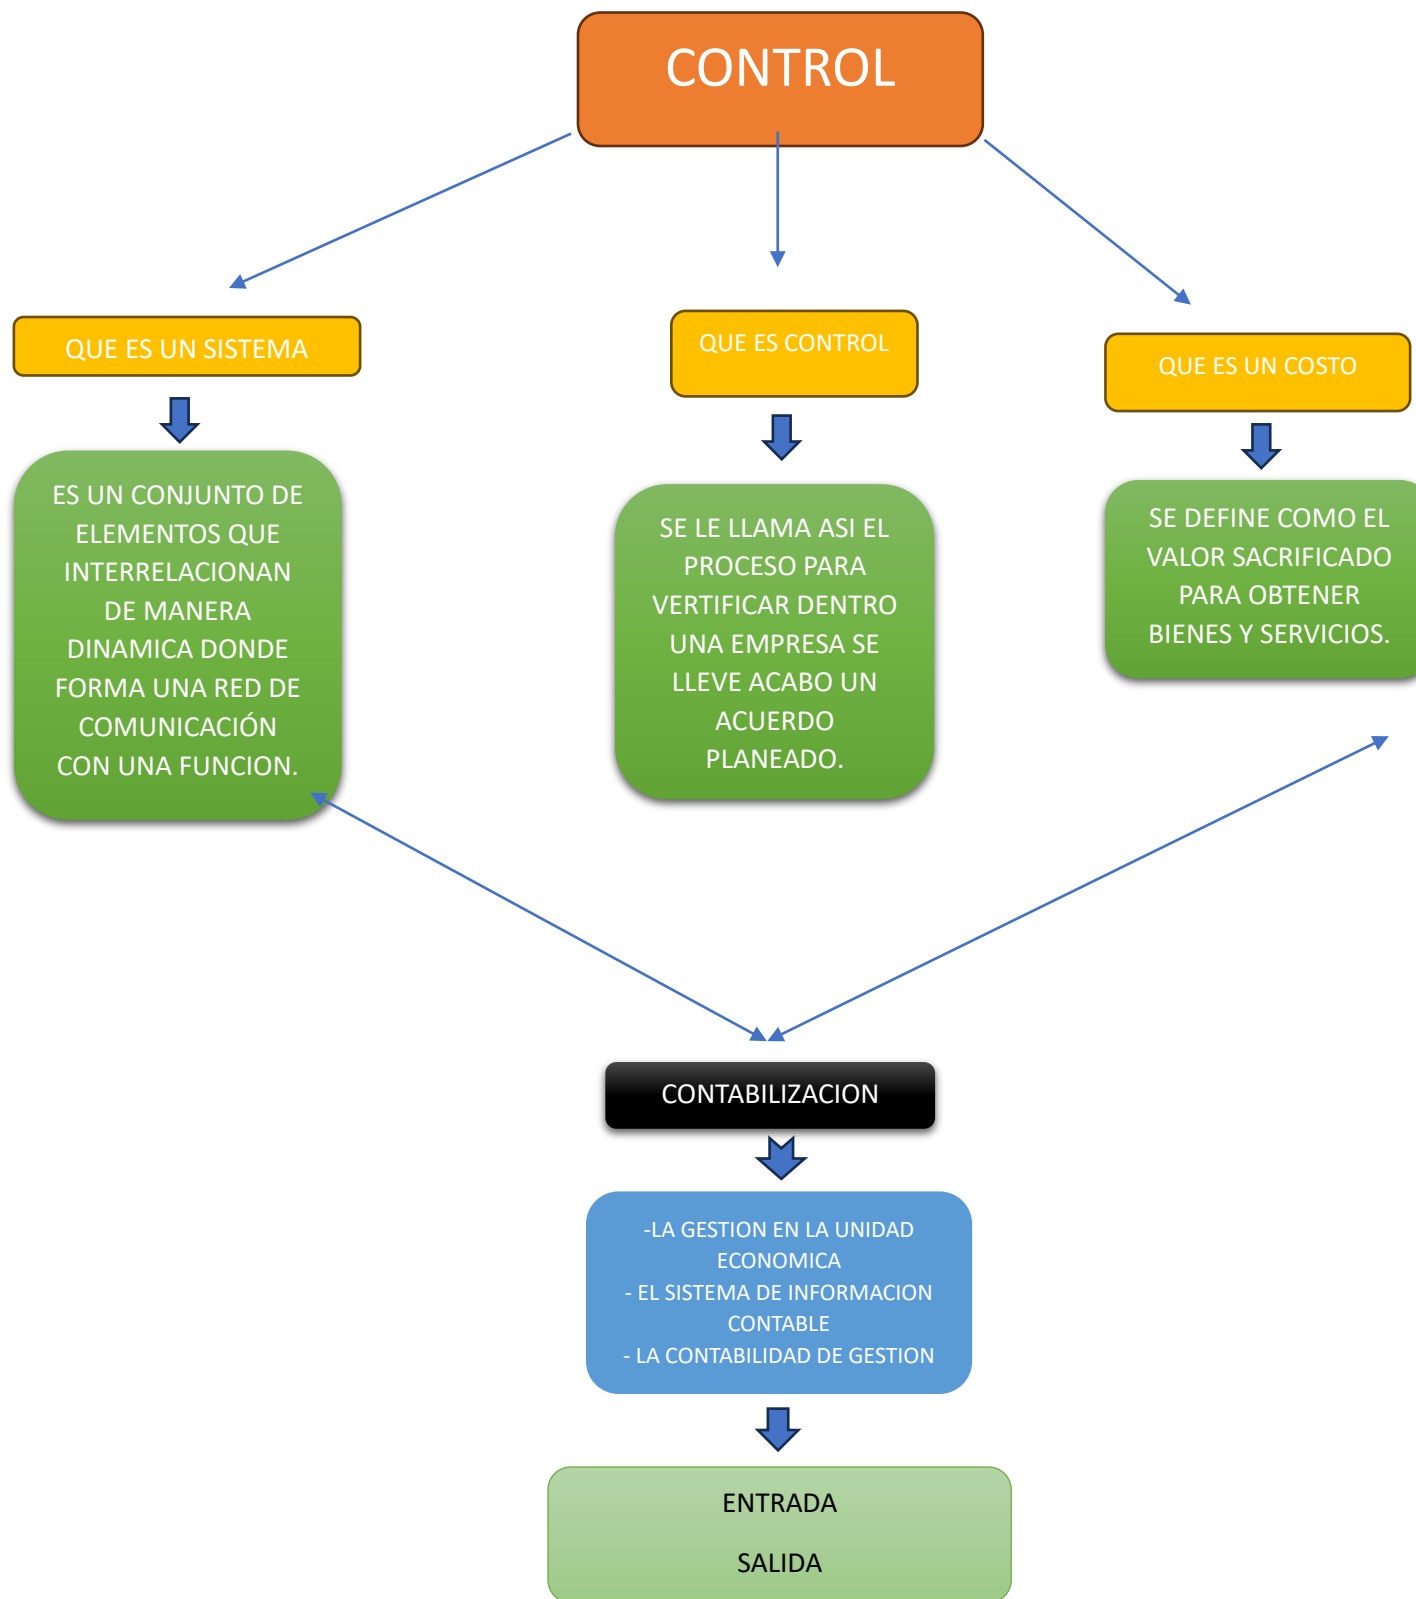 CONTROL
QUE ES UN SISTEMA
ES UN CONJUNTO DE
ELEMENTOS QUE
INTERRELACIONAN
DE MANERA
DINAMICA DONDE
FORMA UNA RED DE
COMUNICACIÓN
CON UNA FUNCION.
QUE ES CONTROL
SE LE LLAMA ASI EL
PROCESO PARA
VERTIFICAR DENTRO
UNA EMPRESA SE
LLEVE ACABO UN
ACUERDO
PLANEADO.
QUE ES UN COSTO
SE DEFINE COMO EL
VALOR SACRIFICADO
PARA OBTENER
BIENES Y SERVICIOS.
CONTABILIZACION
-LA GESTION EN LA UNIDAD
ECONOMICA
- EL SISTEMA DE INFORMACION
CONTABLE
- LA CONTABILIDAD DE GESTION
ENTRADA
SALIDA